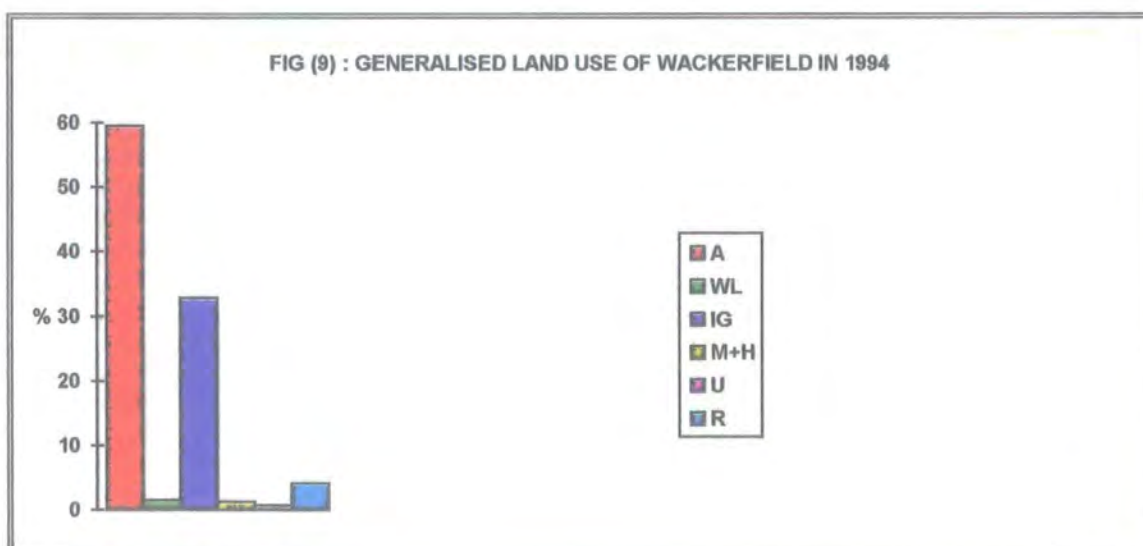 FIG (9) : GENERALISED LAND USE OF WACKERFIELD IN 1994
60
50
40
% 30
20
10
0
A
WL
IG
M+H
U
R